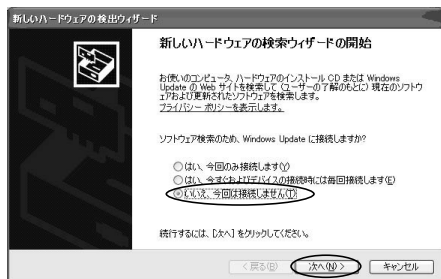 新しいハードウェアの検出ウィザード
新しいハードウェアの検索ウィザードの開始
お使いのコンピュータ、ハードウェアのインストール CD または Windows
Update の Web サイトを検索して（ユーザーの了解のもとに）現在のソフトウ
ェアおよび更新されたソフトウェアを検索します。
プライバシー ポリシーを表示します。
ソフトウェア検索のため、Windows Update に接続しますか?
はい、今回のみ接続します(Y)
はい、今すぐおよびデバイスの接続時には毎回接続します(E)
いいえ、今回は接続しません(T)
続行するには、[次へ] をクリックしてください。
< 戻る(B) 次へ(N) > キャンセル